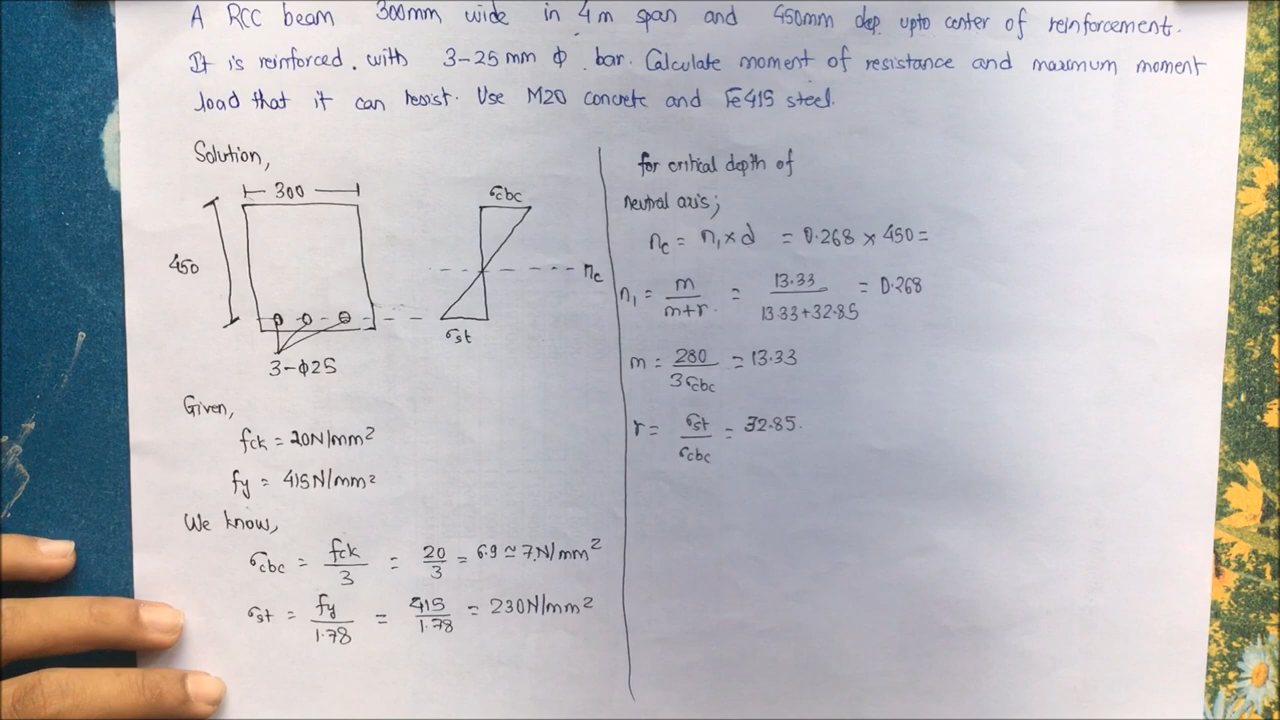 A RCC beam 300mm wide in 4m span and 450mm dep. upto center of reinforcement.
It is reinforced. with 3-25mm ϕ bar. Calculate moment of resistance and maximum moment
load that it can resist. Use M20 concrete and Fe415 steel.
Solution,
300
450
3-ϕ25
σcbc
nc
σst
Given,
fck = 20N/mm²
fy = 415N/mm²
We know,
σcbc = fck/3 = 20/3 = 6.9 ≃ 7N/mm²
σst = fy/1.78 = 415/1.78 = 230N/mm²
for critical depth of
neutral axis;
nc = n₁×d = 0.268 × 450 =
n₁ = m/m+r. = 13.33/13.33+32.85 = 0.268
m = 280/3σcbc = 13.33
r = σst/σcbc = 32.85.